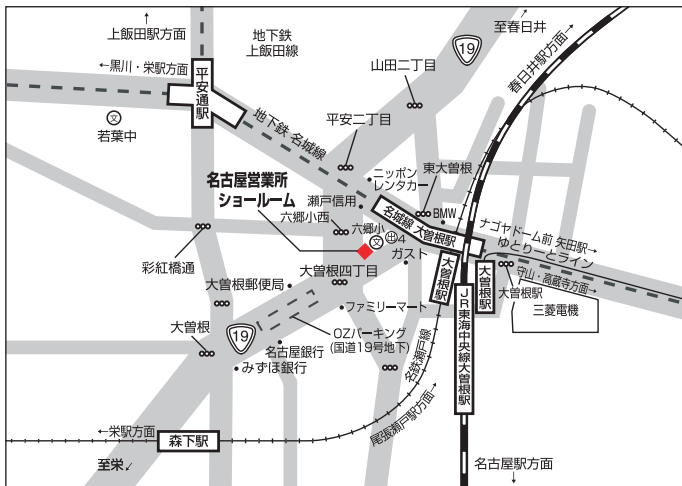 ↑
上飯田駅方面
地下鉄
上飯田線
↑
至春日井
19
春日井駅方面→
←黒川・栄駅方面
平安通駅
山田二丁目
文
若葉中
地下鉄 名城線
平安二丁目
名古屋営業所
ショールーム
ニッポン
レンタカー
東大曽根
瀬戸信用
六郷小西
六郷小
文
出4
BMW
名城線 大曽根駅
ナゴヤドーム前 矢田駅→
ゆとりーとライン
守山・高蔵寺方面→
彩紅橋通
ガスト
大曽根駅
大曽根駅
大曽根駅
三菱電機
大曽根四丁目
大曽根郵便局
ファミリーマート
大曽根
19
OZパーキング
(国道19号地下)
名古屋銀行
みずほ銀行
JR東海中央線大曽根駅
名鉄瀬戸線
尾張瀬戸駅方面→
←栄駅方面
森下駅
至栄↙
名古屋駅方面
↓